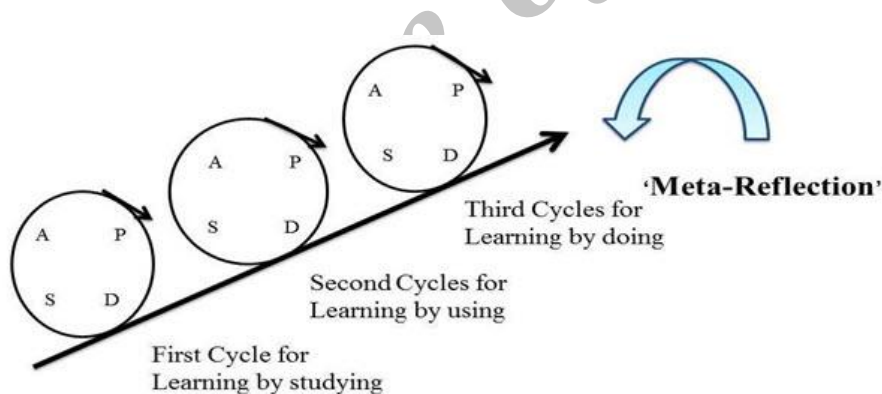 A P
S D
A P
S D
A P
S D
'Meta-Reflection'
Third Cycles for
Learning by doing
Second Cycles for
Learning by using
First Cycle for
Learning by studying